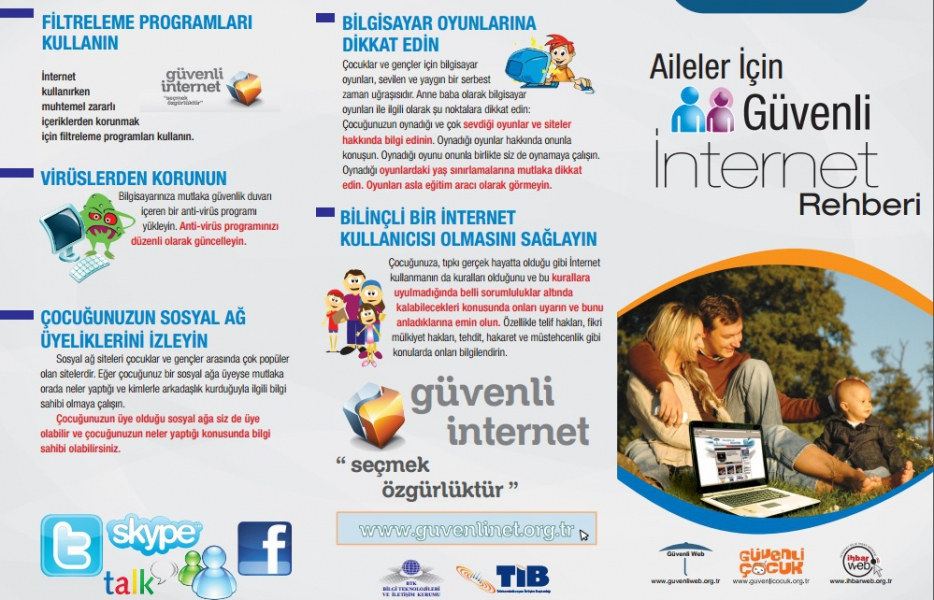 FİLTRELEME PROGRAMLARI
KULLANIN
İnternet
kullanırken
muhtemel zararlı
içeriklerden korunmak
için filtreleme programları kullanın.
güvenli
internet
"seçmek
özgürlüktür"
VİRÜSLERDEN KORUNUN
Bilgisayarınıza mutlaka güvenlik duvarı
içeren bir anti-virüs programı
yükleyin. Anti-virüs programınızı
düzenli olarak güncelleyin.
ÇOCUĞUNUZUN SOSYAL AĞ
ÜYELİKLERİNİ İZLEYİN
Sosyal ağ siteleri çocuklar ve gençler arasında çok popüler
olan sitelerdir. Eğer çocuğunuz bir sosyal ağa üyeyse mutlaka
orada neler yaptığı ve kimlerle arkadaşlık kurduğuyla ilgili bilgi
sahibi olmaya çalışın.
Çocuğunuzun üye olduğu sosyal ağa siz de üye
olabilir ve çocuğunuzun neler yaptığı konusunda bilgi
sahibi olabilirsiniz.
t
skype
f
talk
BİLGİSAYAR OYUNLARINA
DİKKAT EDİN
Çocuklar ve gençler için bilgisayar
oyunları, sevilen ve yaygın bir serbest
zaman uğraşısıdır. Anne baba olarak bilgisayar
oyunları ile ilgili olarak şu noktalara dikkat edin:
Çocuğunuzun oynadığı ve çok sevdiği oyunlar ve siteler
hakkında bilgi edinin. Oynadığı oyunlar hakkında onunla
konuşun. Oynadığı oyunu onunla birlikte siz de oynamaya çalışın.
Oynadığı oyunlardaki yaş sınırlamalarına mutlaka dikkat
edin. Oyunları asla eğitim aracı olarak görmeyin.
BİLİNÇLİ BİR İNTERNET
KULLANICISI OLMASINI SAĞLAYIN
Çocuğunuza, tıpkı gerçek hayatta olduğu gibi İnternet
kullanmanın da kuralları olduğunu ve bu kurallara
uyulmadığında belli sorumluluklar altında
kalabilecekleri konusunda onları uyarın ve bunu
anladıklarına emin olun. Özellikle telif hakları, fikri
mülkiyet hakları, tehdit, hakaret ve müstehcenlik gibi
konularda onları bilgilendirin.
güvenli
internet
“ seçmek
özgürlüktür ”
www.guvenlinet.org.tr
BTK
BİLGİ TEKNOLOJİLERİ
VE İLETİŞİM KURUMU
TİB
Telekomünikasyon İletişim Başkanlığı
Aileler İçin
Güvenli
İnternet
Rehberi
Güvenli Web
www.guvenliweb.org.tr
GÜVENLİ
ÇOCUK
www.guvenlicocuk.org.tr
ihbar
web
www.ihbarweb.org.tr